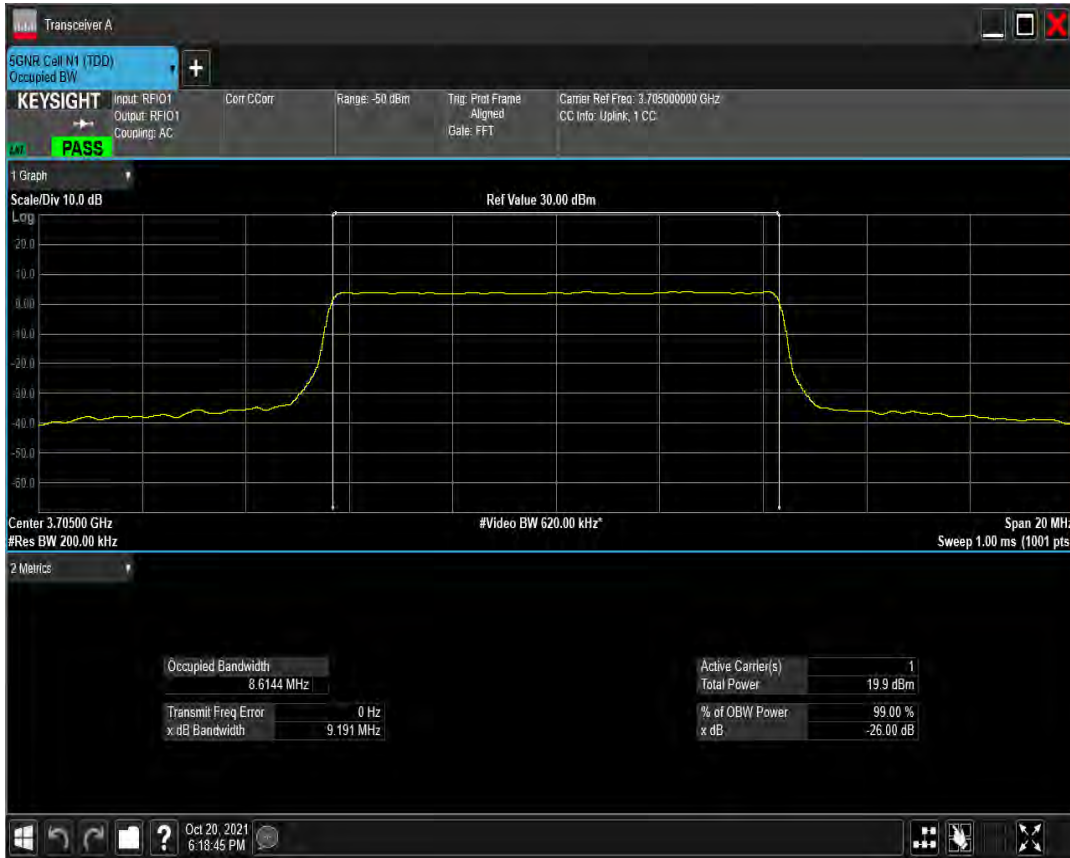 Transceiver A
5GNR Cell N1 (TDD)
Occupied BW
+
KEYSIGHT
Input: RFIO1
Output: RFIO1
Coupling: AC
Corr CCorr
Range: -50 dBm
Trig: Prot Frame
Aligned
Gate: FFT
Carrier Ref Freq: 3.705000000 GHz
CC Info: Uplink, 1 CC
PASS
1 Graph
Scale/Div 10.0 dB
Ref Value 30.00 dBm
Log
20.0
10.0
0.00
-10.0
-20.0
-30.0
-40.0
-50.0
-60.0
Center 3.70500 GHz
#Video BW 620.00 kHz*
Span 20 MHz
#Res BW 200.00 kHz
Sweep 1.00 ms (1001 pts
2 Metrics
Occupied Bandwidth
8.6144 MHz
Transmit Freq Error 0 Hz
x dB Bandwidth 9.191 MHz
Active Carrier(s) 1
Total Power 19.9 dBm
% of OBW Power 99.00 %
x dB -26.00 dB
?
Oct 20, 2021
6:18:45 PM